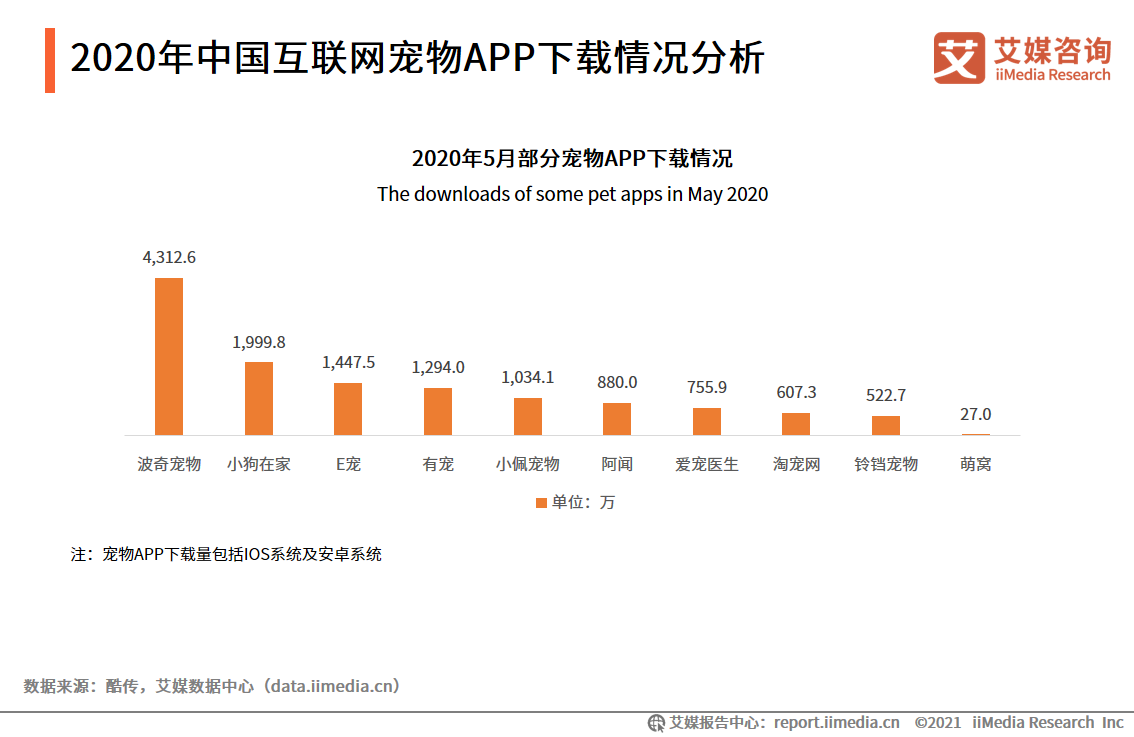 2020年中国互联网宠物APP下载情况分析
艾
艾媒咨询
iiMedia Research
2020年5月部分宠物APP下载情况
The downloads of some pet apps in May 2020
4,312.6
1,999.8
1,447.5
1,294.0
1,034.1
880.0
755.9
607.3
522.7
27.0
波奇宠物 小狗在家 E宠 有宠 小佩宠物 阿闻 爱宠医生 淘宠网 铃铛宠物 萌窝
单位：万
注：宠物APP下载量包括IOS系统及安卓系统
数据来源：酷传，艾媒数据中心（data.iimedia.cn）
艾媒报告中心：report.iimedia.cn ©2021 iiMedia Research Inc